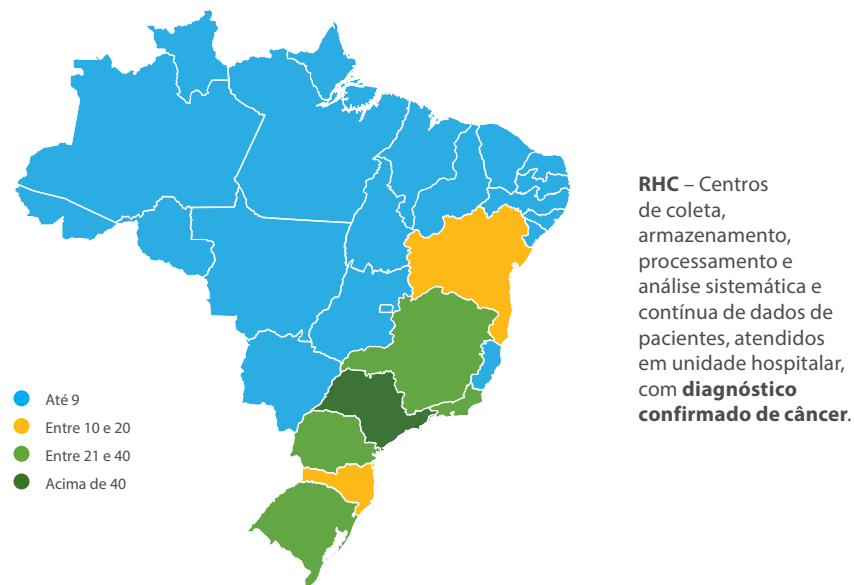 RHC – Centros
de coleta,
armazenamento,
processamento e
análise sistemática e
contínua de dados de
pacientes, atendidos
em unidade hospitalar,
com diagnóstico
confirmado de câncer.
Até 9
Entre 10 e 20
Entre 21 e 40
Acima de 40